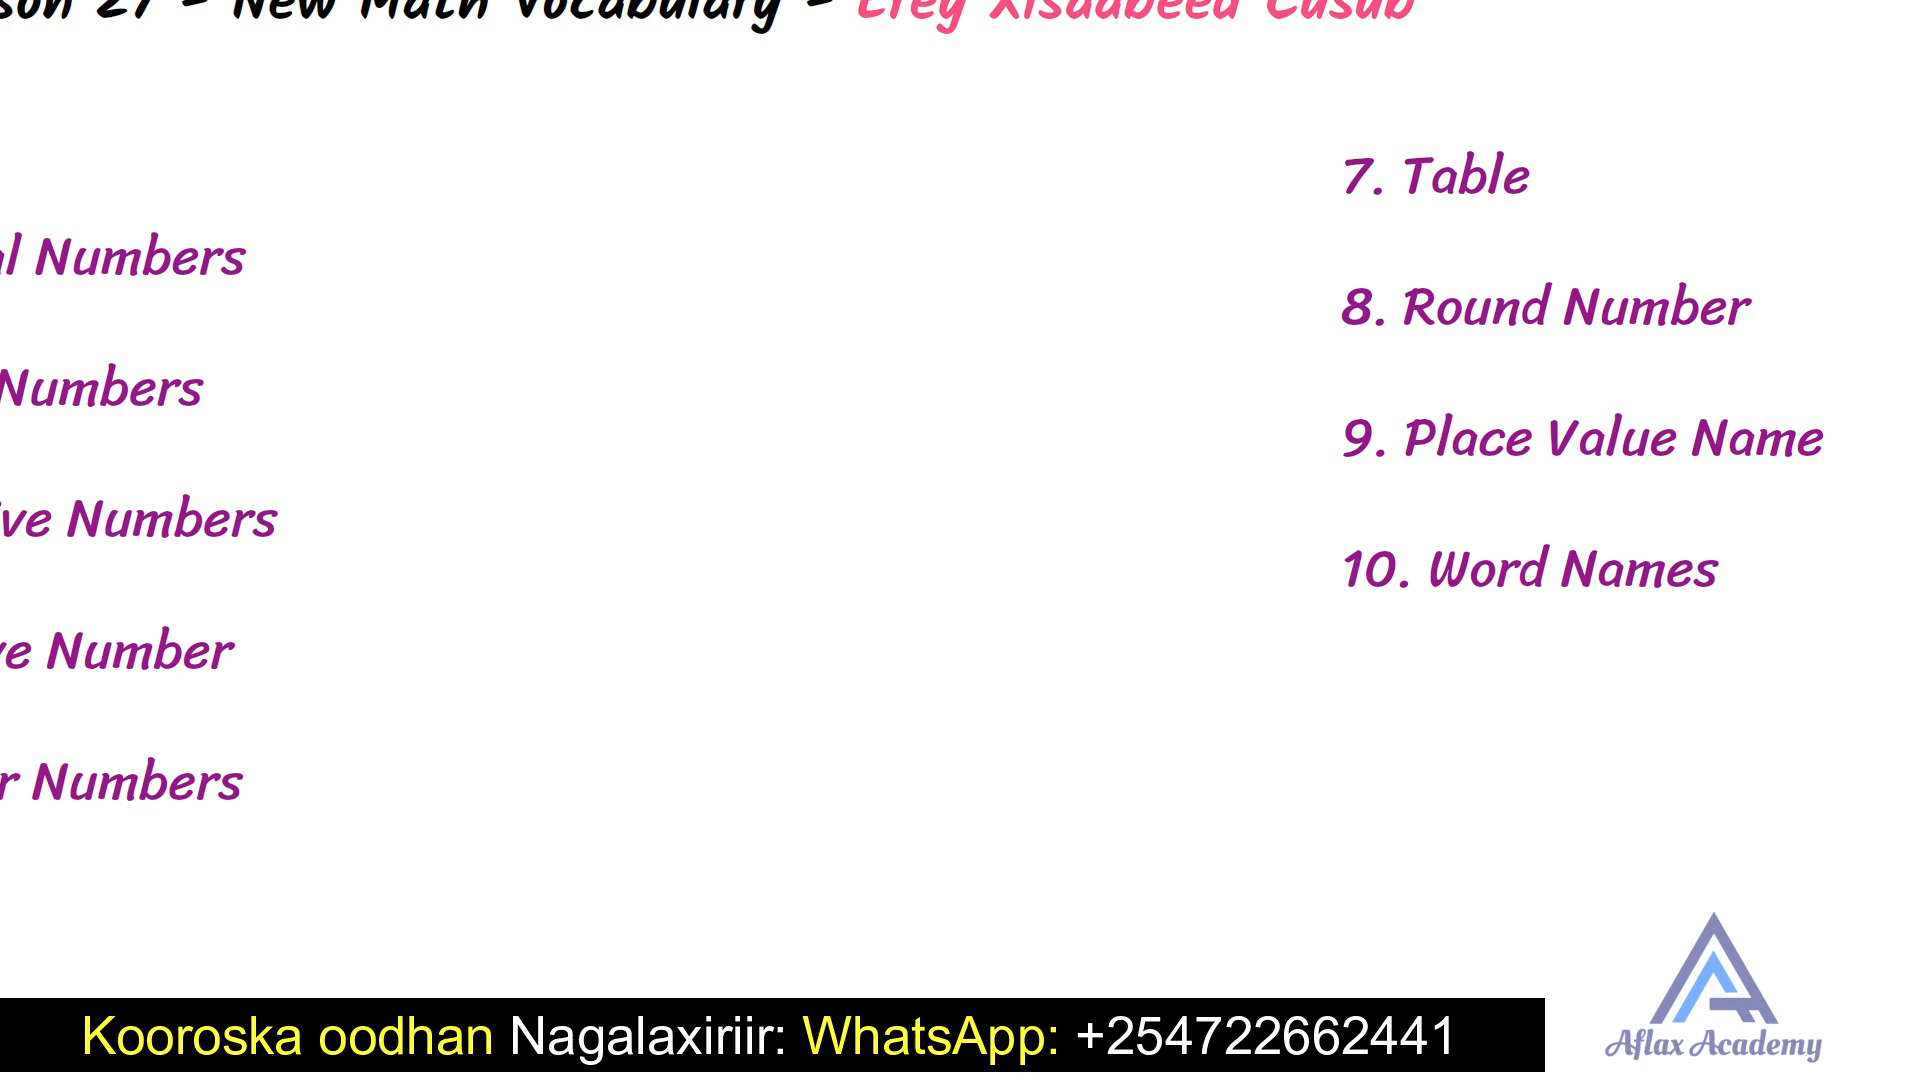 27 - New Math Vocabulary - Erey Xisaabeed Cusub
Numbers
Numbers
Numbers
Number
Numbers
7. Table
8. Round Number
9. Place Value Name
10. Word Names
Kooroska oodhan Nagalaxiriir: WhatsApp: +254722662441
Aflax Academy